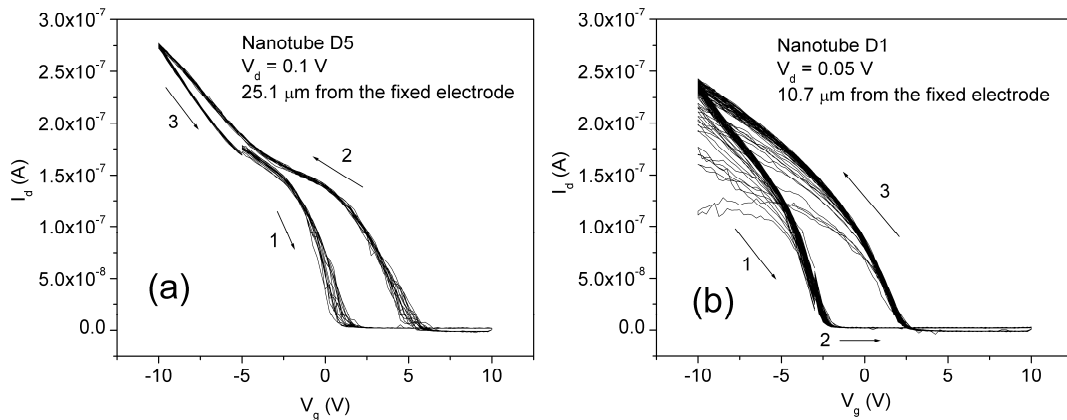 3.0x10⁻⁷
2.5x10⁻⁷
2.0x10⁻⁷
1.5x10⁻⁷
1.0x10⁻⁷
5.0x10⁻⁸
0.0
I_d (A)
Nanotube D5
V_d = 0.1 V
25.1 μm from the fixed electrode
3
2
1
(a)
-10 -5 0 5 10
V_g (V)
3.0x10⁻⁷
2.5x10⁻⁷
2.0x10⁻⁷
1.5x10⁻⁷
1.0x10⁻⁷
5.0x10⁻⁸
0.0
I_d (A)
Nanotube D1
V_d = 0.05 V
10.7 μm from the fixed electrode
3
1
(b)
2
-10 -5 0 5 10
V_g (V)